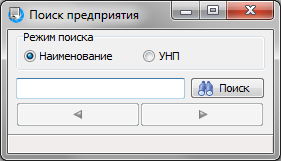 Поиск предприятия
Режим поиска
Наименование УНП
Поиск